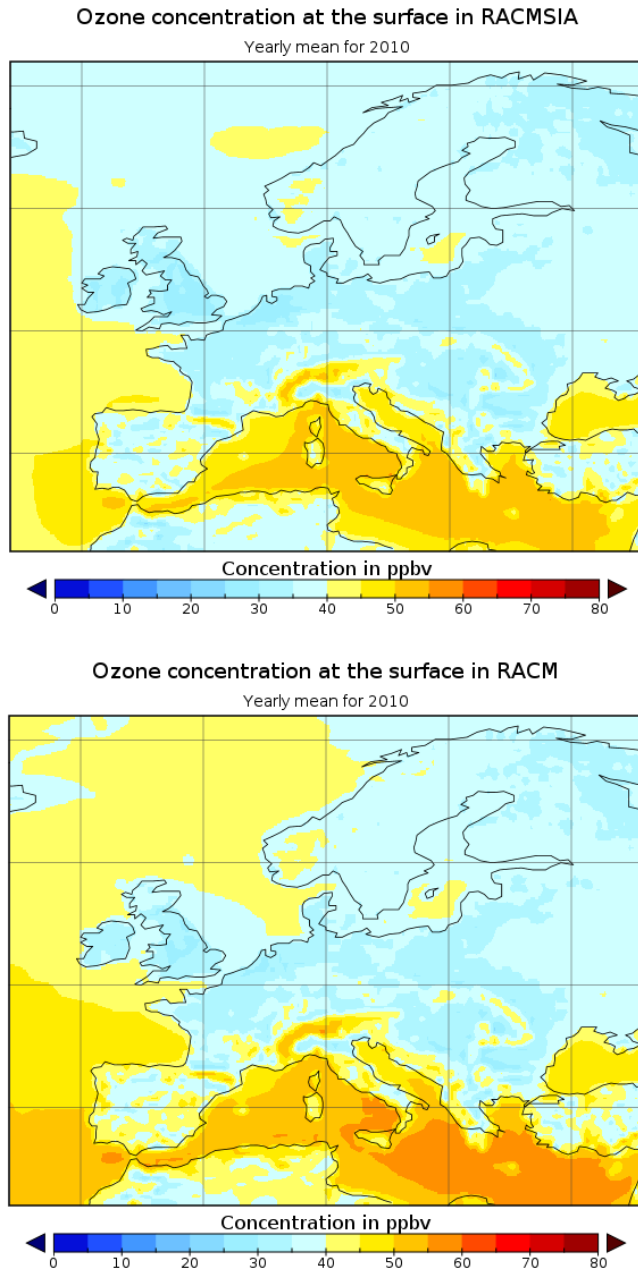 Ozone concentration at the surface in RACMSIA
Yearly mean for 2010
Concentration in ppbv
0 10 20 30 40 50 60 70 80
Ozone concentration at the surface in RACM
Yearly mean for 2010
Concentration in ppbv
0 10 20 30 40 50 60 70 80